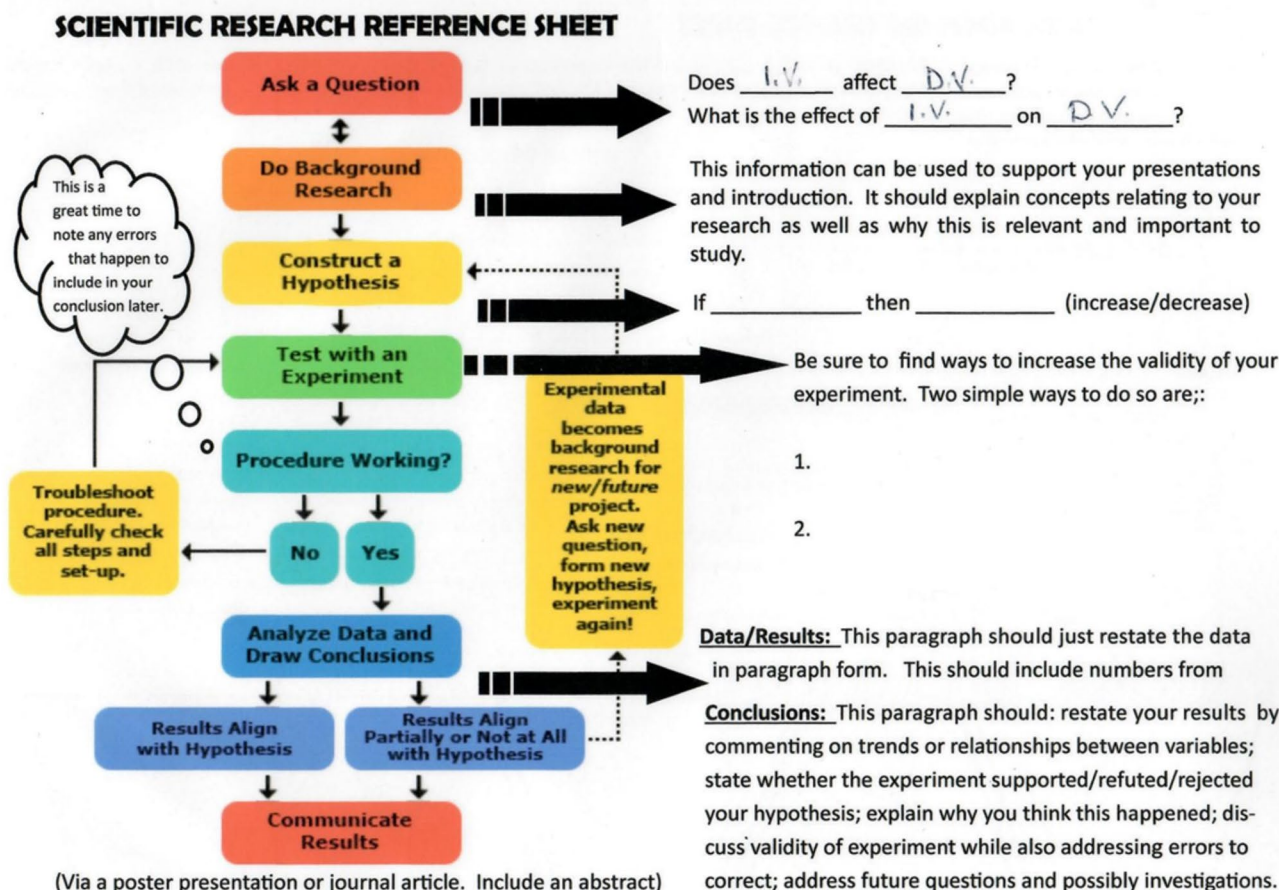 SCIENTIFIC RESEARCH REFERENCE SHEET
Ask a Question
Does I.V. affect D.V. ?
What is the effect of I.V. on D.V. ?
Do Background
Research
This information can be used to support your presentations
and introduction. It should explain concepts relating to your
research as well as why this is relevant and important to
study.
This is a
great time to
note any errors
that happen to
include in your
conclusion later.
Construct a
Hypothesis
If ____________ then ____________ (increase/decrease)
Test with an
Experiment
Be sure to find ways to increase the validity of your
experiment. Two simple ways to do so are;:
1.
2.
Procedure Working?
No
Yes
Troubleshoot
procedure.
Carefully check
all steps and
set-up.
Experimental
data
becomes
background
research for
new/future
project.
Ask new
question,
form new
hypothesis,
experiment
again!
Analyze Data and
Draw Conclusions
Data/Results: This paragraph should just restate the data
in paragraph form. This should include numbers from
Results Align
with Hypothesis
Results Align
Partially or Not at All
with Hypothesis
Conclusions: This paragraph should: restate your results by
commenting on trends or relationships between variables;
state whether the experiment supported/refuted/rejected
your hypothesis; explain why you think this happened; dis-
cuss validity of experiment while also addressing errors to
correct; address future questions and possibly investigations.
Communicate
Results
(Via a poster presentation or journal article. Include an abstract)